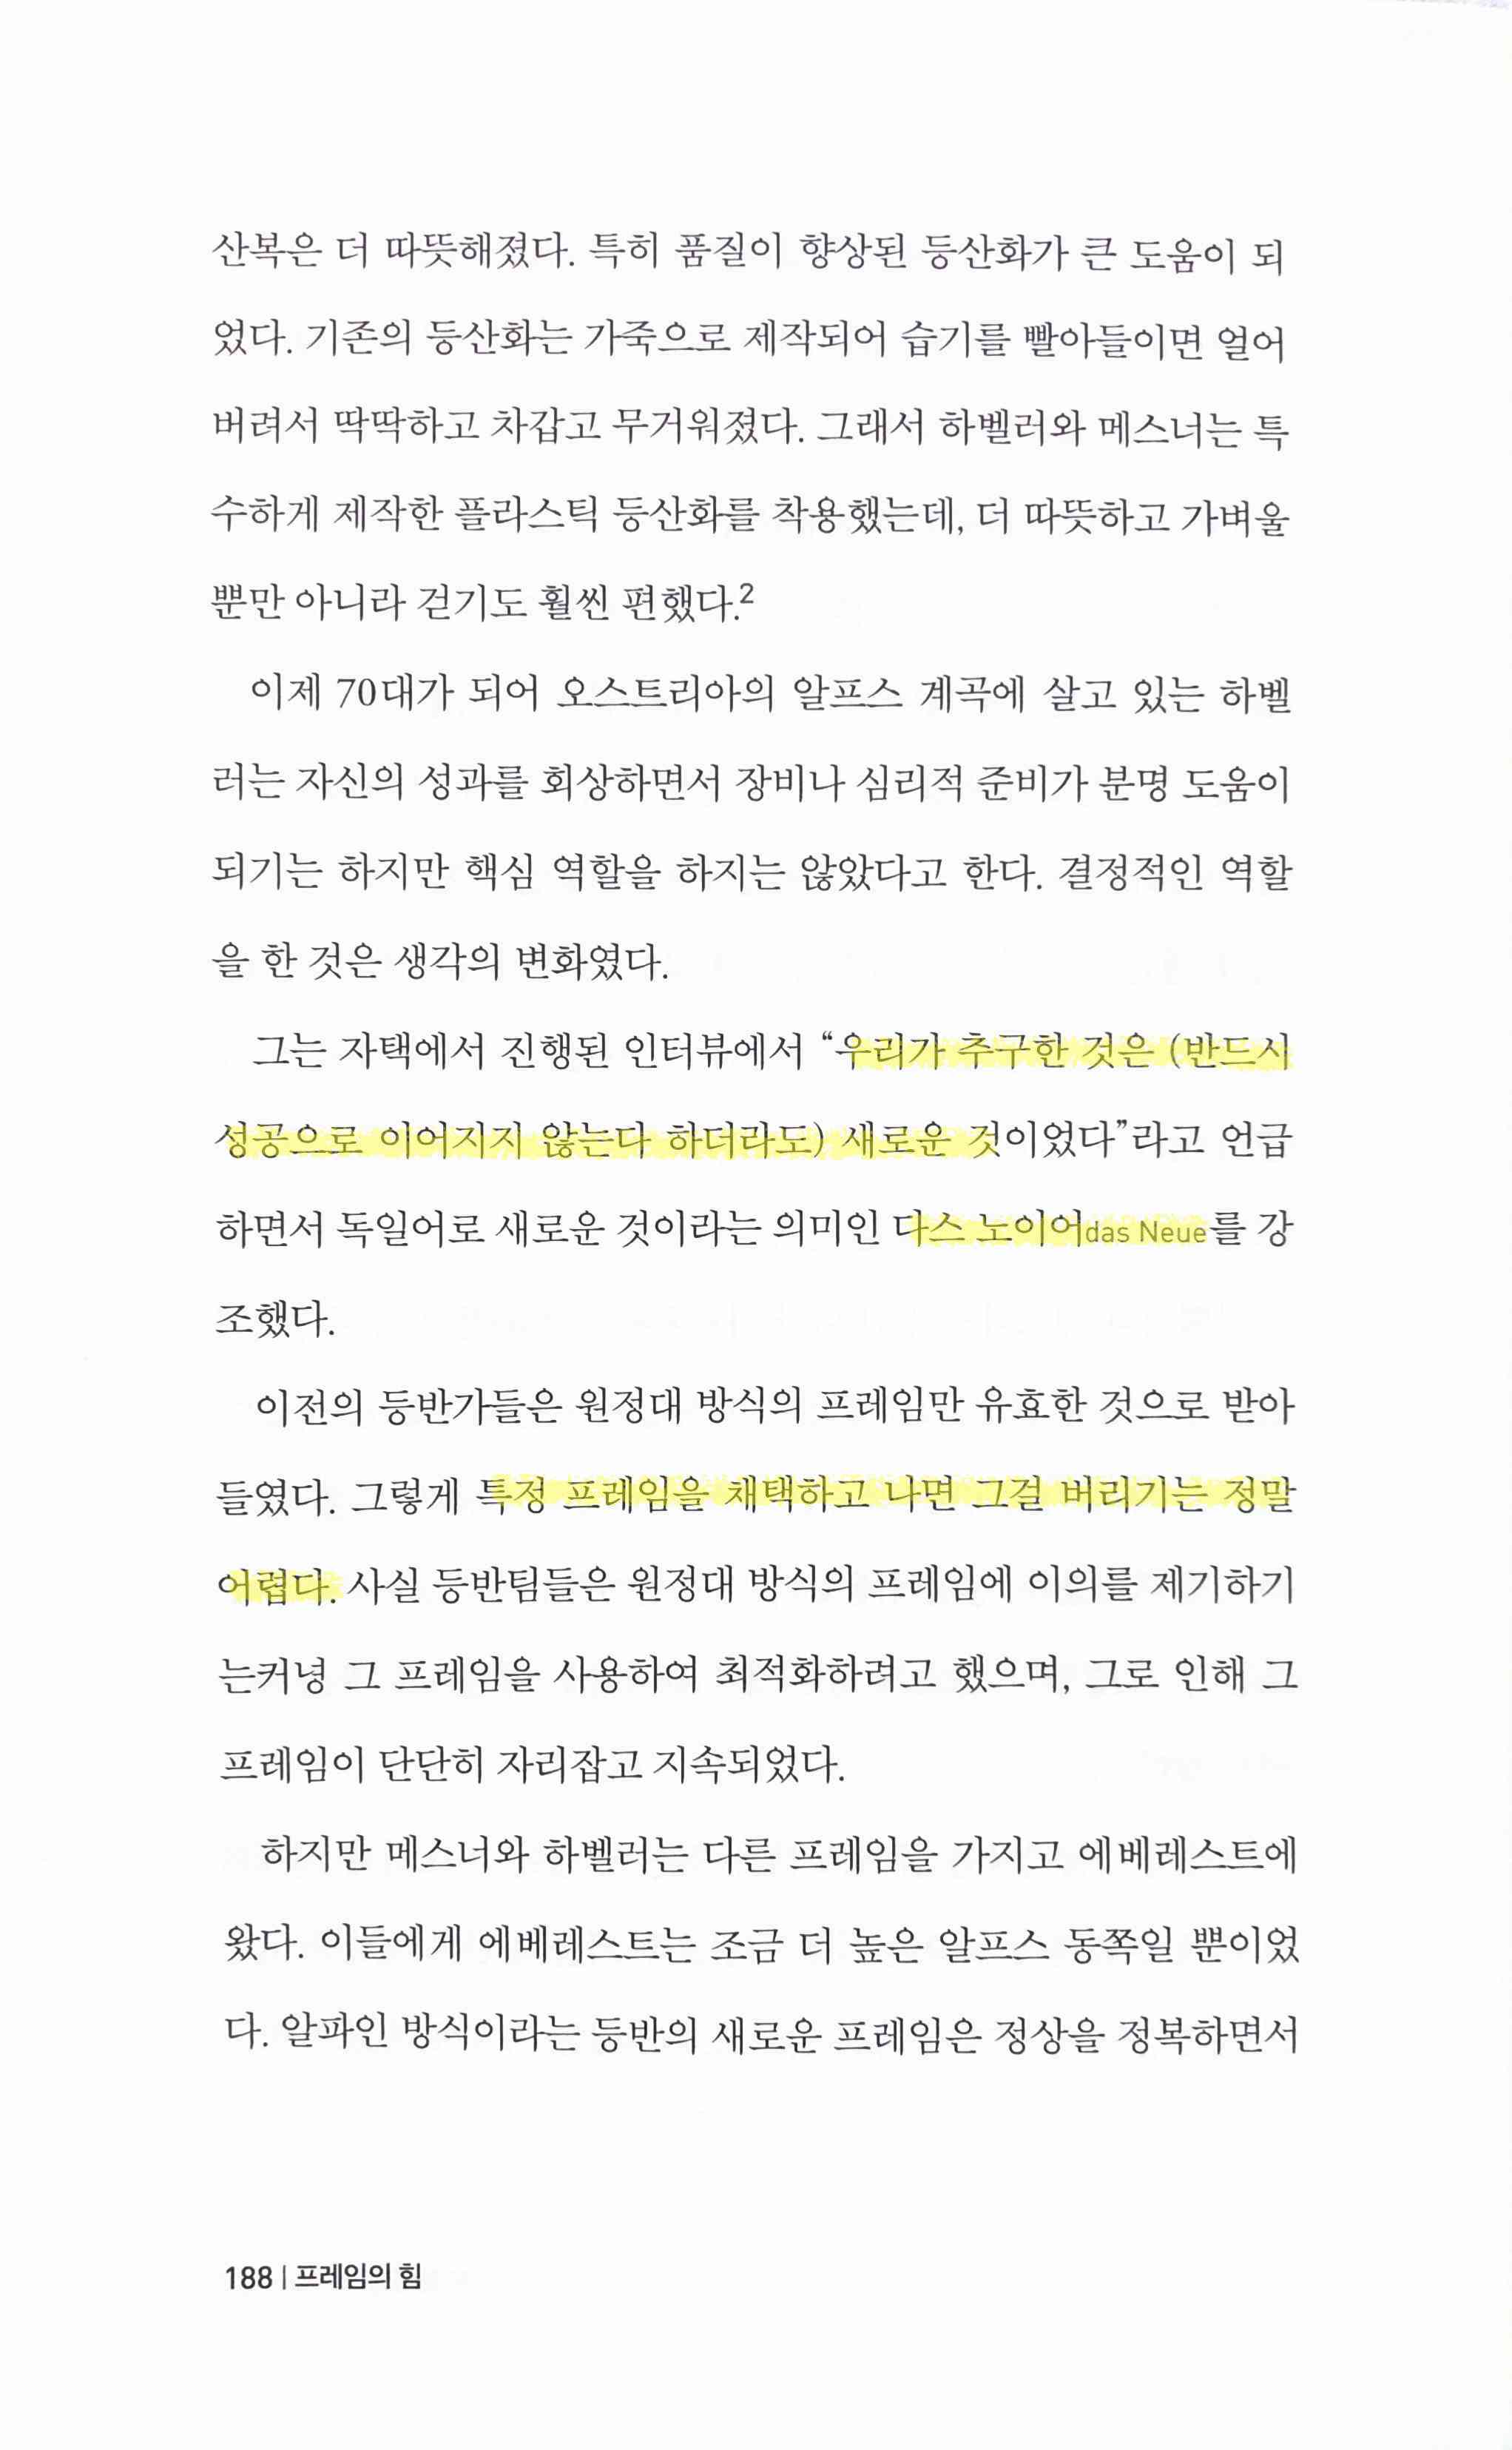 산복은 더 따뜻해졌다. 특히 품질이 향상된 등산화가 큰 도움이 되
었다. 기존의 등산화는 가죽으로 제작되어 습기를 빨아들이면 얼어
버려서 딱딱하고 차갑고 무거워졌다. 그래서 하벨러와 메스너는 특
수하게 제작한 플라스틱 등산화를 착용했는데, 더 따뜻하고 가벼울
뿐만 아니라 걷기도 훨씬 편했다.²
이제 70대가 되어 오스트리아의 알프스 계곡에 살고 있는 하벨
러는 자신의 성과를 회상하면서 장비나 심리적 준비가 분명 도움이
되기는 하지만 핵심 역할을 하지는 않았다고 한다. 결정적인 역할
을 한 것은 생각의 변화였다.
그는 자택에서 진행된 인터뷰에서 “우리가 추구한 것은 (반드시
성공으로 이어지지 않는다 하더라도) 새로운 것이었다”라고 언급
하면서 독일어로 새로운 것이라는 의미인 다스 노이어das Neue를 강
조했다.
이전의 등반가들은 원정대 방식의 프레임만 유효한 것으로 받아
들였다. 그렇게 특정 프레임을 채택하고 나면 그걸 버리기는 정말
어렵다. 사실 등반팀들은 원정대 방식의 프레임에 이의를 제기하기
는커녕 그 프레임을 사용하여 최적화하려고 했으며, 그로 인해 그
프레임이 단단히 자리잡고 지속되었다.
하지만 메스너와 하벨러는 다른 프레임을 가지고 에베레스트에
왔다. 이들에게 에베레스트는 조금 더 높은 알프스 동쪽일 뿐이었
다. 알파인 방식이라는 등반의 새로운 프레임은 정상을 정복하면서
188 | 프레임의 힘